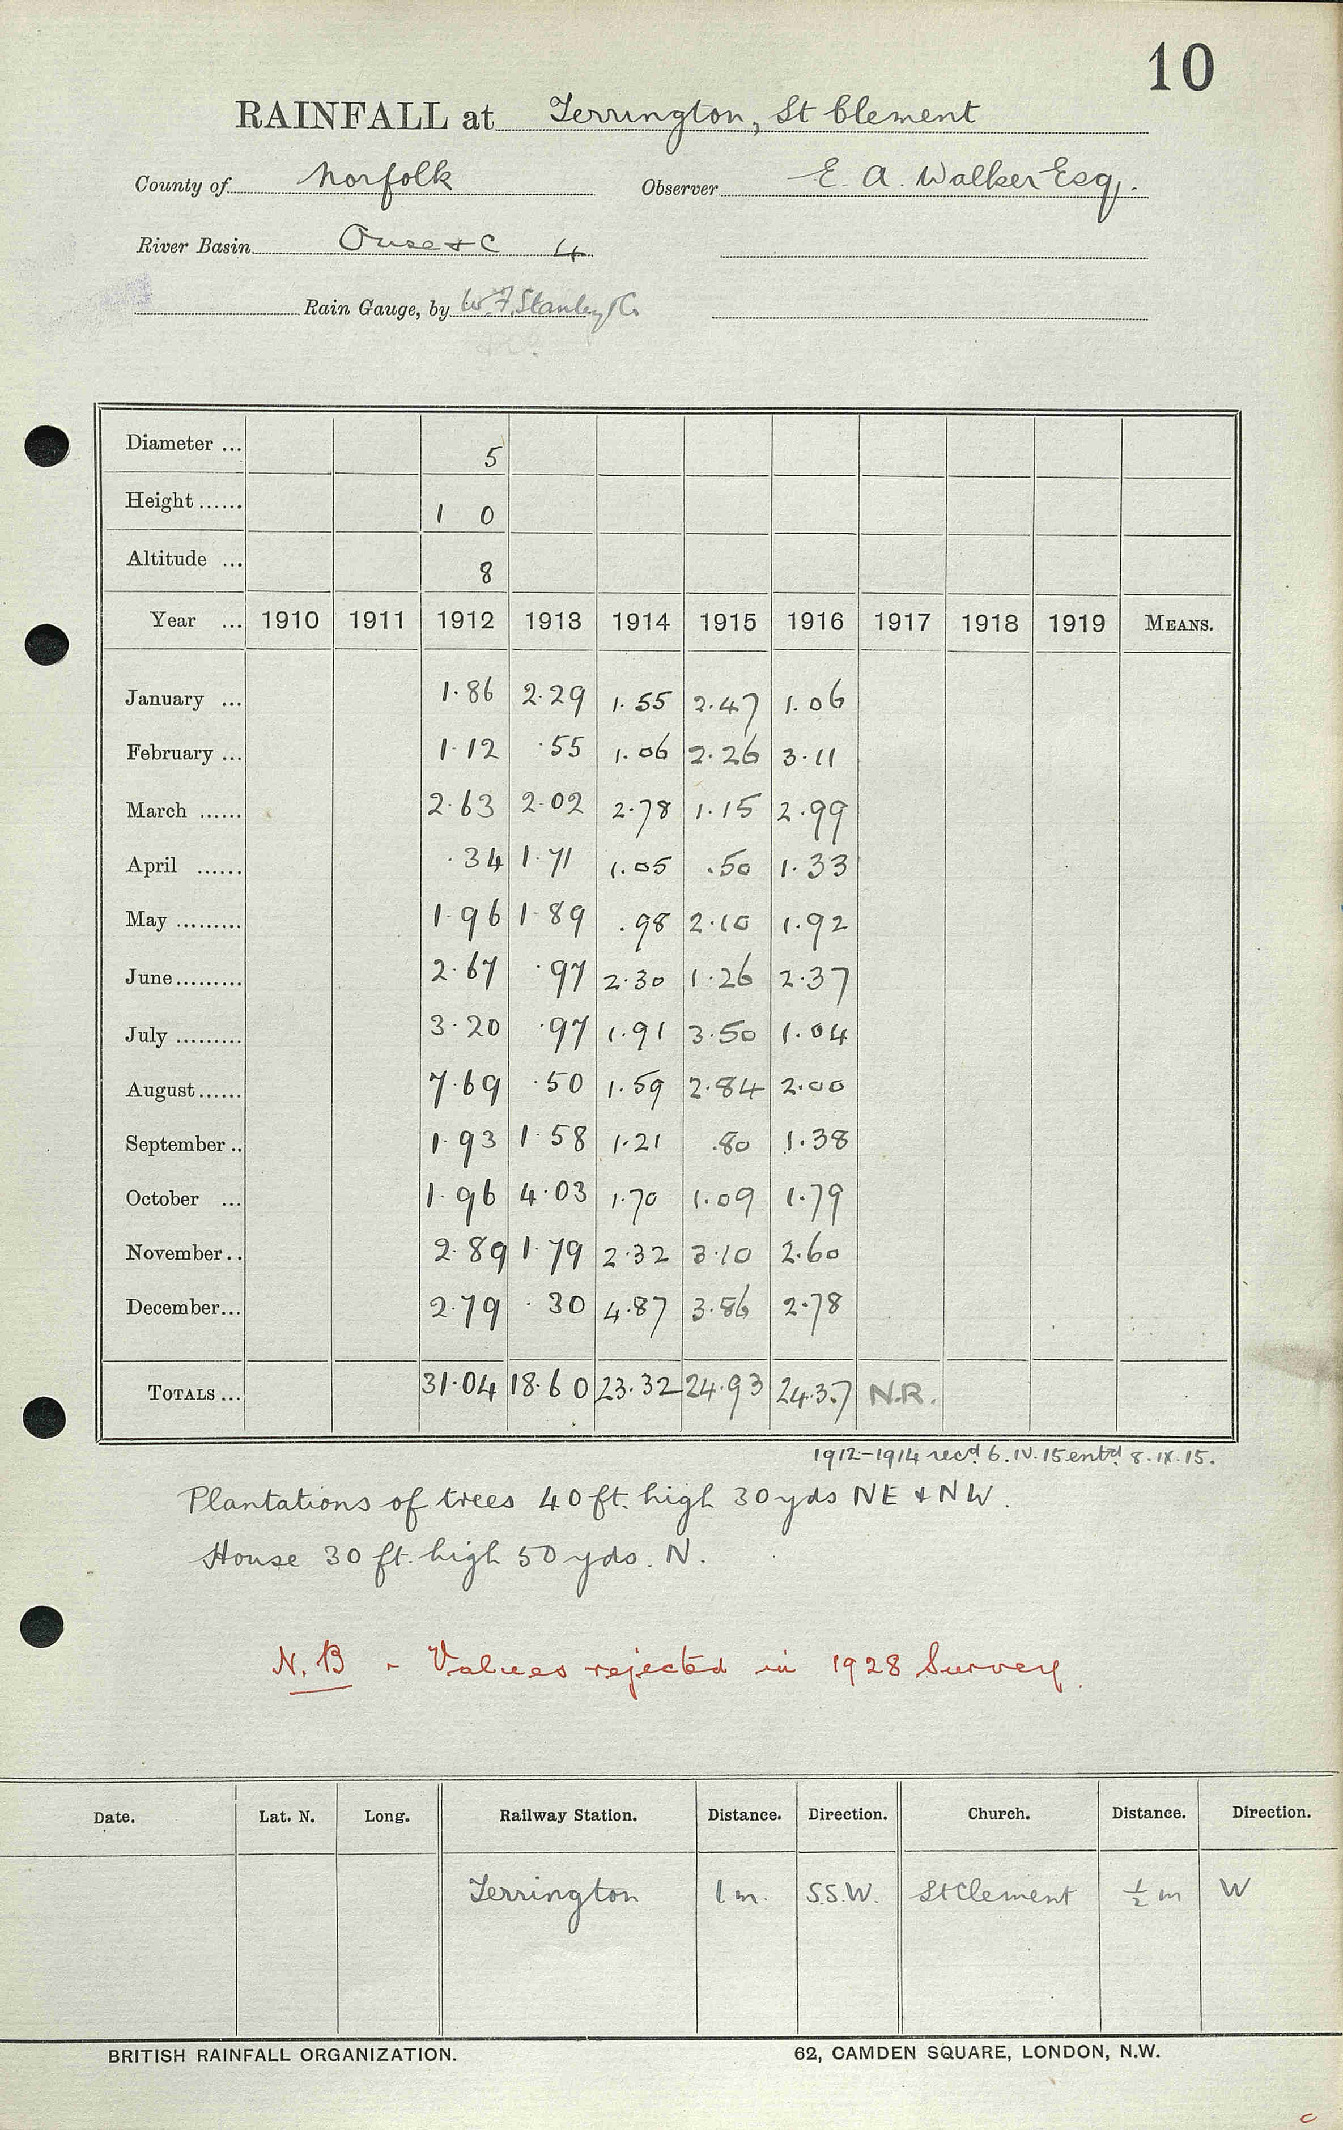 10
RAINFALL at Terrington, St Clement
County of Norfolk Observer E. A. Walker Esq.
River Basin Ouse & C 4
Rain Gauge, by W.F. Stanley & Co
Diameter ... 5
Height ...... 1 0
Altitude ... 8
Year ... 1910 1911 1912 1913 1914 1915 1916 1917 1918 1919 MEANS.
January ... 1.86 2.29 1.55 2.47 1.06
February ... 1.12 .55 1.06 2.26 3.11
March ...... 2.63 2.02 2.78 1.15 2.99
April ...... .34 1.71 1.05 .50 1.33
May ......... 1.96 1.89 .98 2.10 1.92
June ......... 2.67 .97 2.30 1.26 2.37
July ......... 3.20 .97 1.91 3.50 1.04
August ...... 7.69 .50 1.59 2.84 2.00
September .. 1.93 1.58 1.21 .80 1.38
October ... 1.96 4.03 1.70 1.09 1.79
November .. 2.89 1.79 2.32 3.10 2.60
December ... 2.79 .30 4.87 3.86 2.78
TOTALS ... 31.04 18.60 23.32 24.93 24.37 N.R.
1912-1914 recd. 6.IV.15 entd 8.IX.15.
Plantations of trees 40 ft. high 30 yds NE & NW.
House 30 ft. high 50 yds. N.
N.B - Values rejected in 1928 Survey.
Date. Lat. N. Long. Railway Station. Distance. Direction. Church. Distance. Direction.
Terrington 1 m. S.S.W. St Clement ½ m W
BRITISH RAINFALL ORGANIZATION. 62, CAMDEN SQUARE, LONDON, N.W.
c